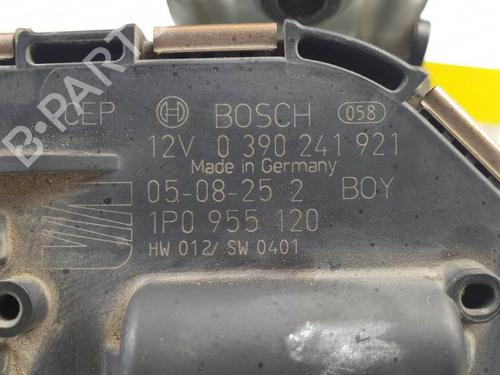 CEP BOSCH 058
12V 0 390 241 921
Made in Germany
05-08-25 2 BOY
1P0 955 120
HW 012/ SW 0401
B-PART